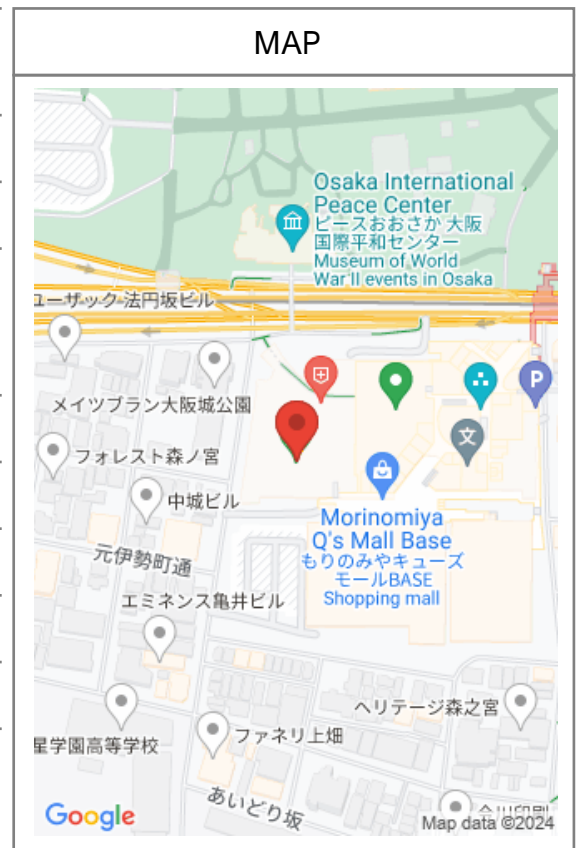 MAP
Osaka International
Peace Center
ピースおおさか 大阪
国際平和センター
Museum of World
War II events in Osaka
ユーザック 法円坂ビル
メイツブラン大阪城公園
P
フォレスト森ノ宮
文
中城ビル
Morinomiya
Q's Mall Base
もりのみやキューズ
モールBASE
Shopping mall
元伊勢町通
エミネンス亀井ビル
ヘリテージ森之宮
星学園高等学校
ファネリ上畑
あいどり坂
Google
Map data ©2024